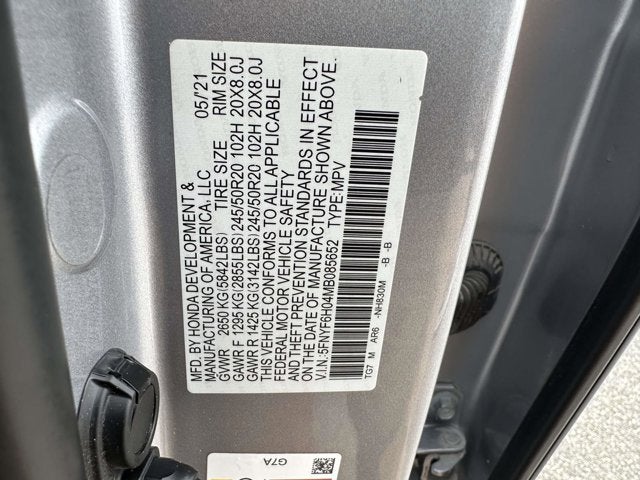 MFD.BY HONDA DEVELOPMENT & 05/'21
MANUFACTURING OF AMERICA, LLC
GVWR 2650 KG(5842LBS) TIRE SIZE RIM SIZE
GAWR F 1295 KG(2855LBS) 245/50R20 102H 20X8.0J
GAWR R 1425 KG(3142LBS) 245/50R20 102H 20X8.0J
THIS VEHICLE CONFORMS TO ALL APPLICABLE
FEDERAL MOTOR VEHICLE SAFETY
AND THEFT PREVENTION STANDARDS IN EFFECT
ON THE DATE OF MANUFACTURE SHOWN ABOVE.
V.I.N.:5FNYF6H04MB085652 TYPE:MPV
TG7 M AR6 -NH830M -B -B
G7A